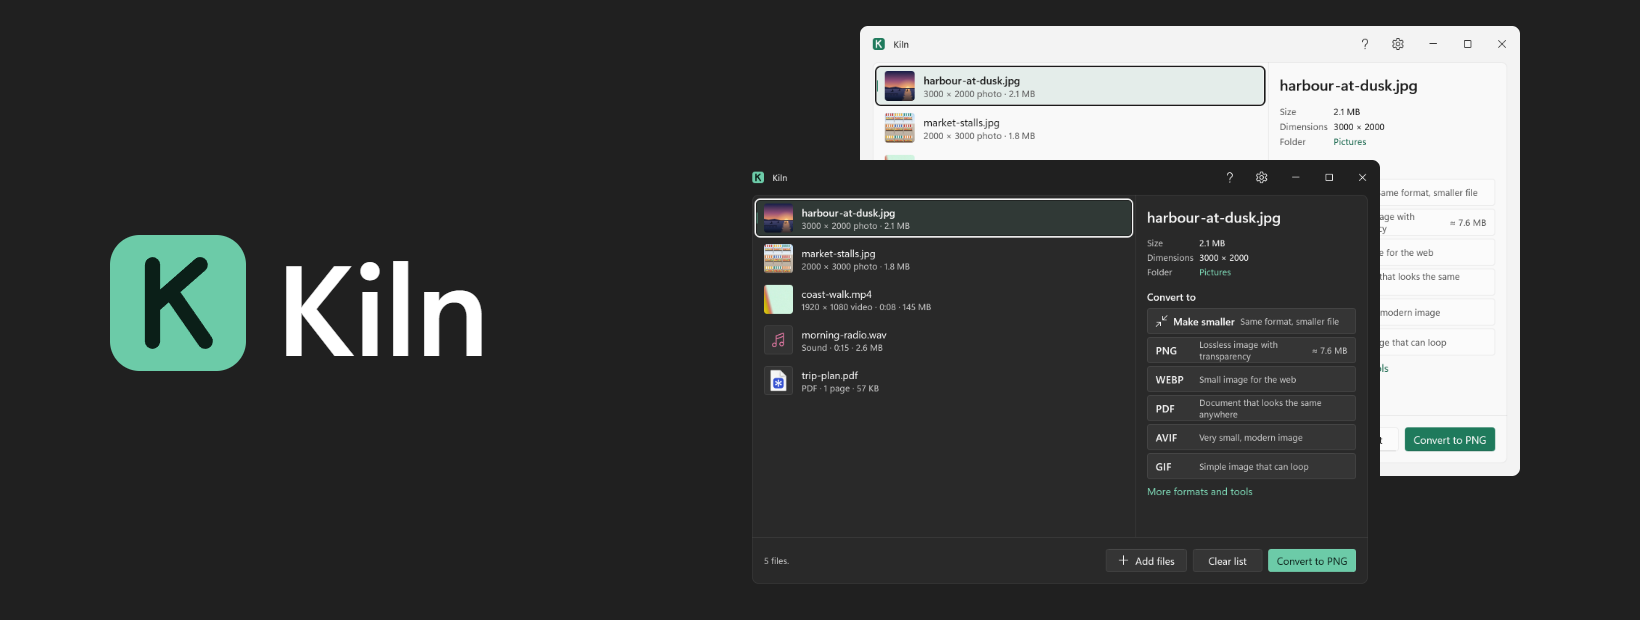 K Kiln
K Kiln
harbour-at-dusk.jpg
3000 × 2000 photo · 2.1 MB
market-stalls.jpg
2000 × 3000 photo · 1.8 MB
harbour-at-dusk.jpg
Size 2.1 MB
Dimensions 3000 × 2000
Folder Pictures
same format, smaller file
age with
cy
≈ 7.6 MB
e for the web
that looks the same
modern image
ge that can loop
ols
t
Convert to PNG
K Kiln
harbour-at-dusk.jpg
3000 × 2000 photo · 2.1 MB
market-stalls.jpg
2000 × 3000 photo · 1.8 MB
coast-walk.mp4
1920 × 1080 video · 0:08 · 145 MB
morning-radio.wav
Sound · 0:15 · 2.6 MB
trip-plan.pdf
PDF · 1 page · 57 KB
harbour-at-dusk.jpg
Size 2.1 MB
Dimensions 3000 × 2000
Folder Pictures
Convert to
Make smaller Same format, smaller file
PNG Lossless image with
transparency
≈ 7.6 MB
WEBP Small image for the web
PDF Document that looks the same
anywhere
AVIF Very small, modern image
GIF Simple image that can loop
More formats and tools
5 files.
+ Add files
Clear list
Convert to PNG